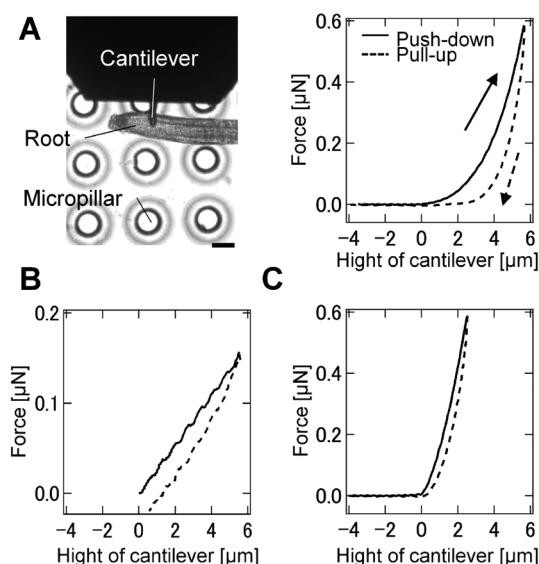 A
Cantilever
Root
Micropillar
0.6
0.4
0.2
0.0
Force [µN]
Push-down
Pull-up
−4 −2 0 2 4 6
Hight of cantilever [µm]
B
0.2
0.1
0.0
Force [µN]
−4 −2 0 2 4 6
Hight of cantilever [µm]
C
0.6
0.4
0.2
0.0
Force [µN]
−4 −2 0 2 4 6
Hight of cantilever [µm]